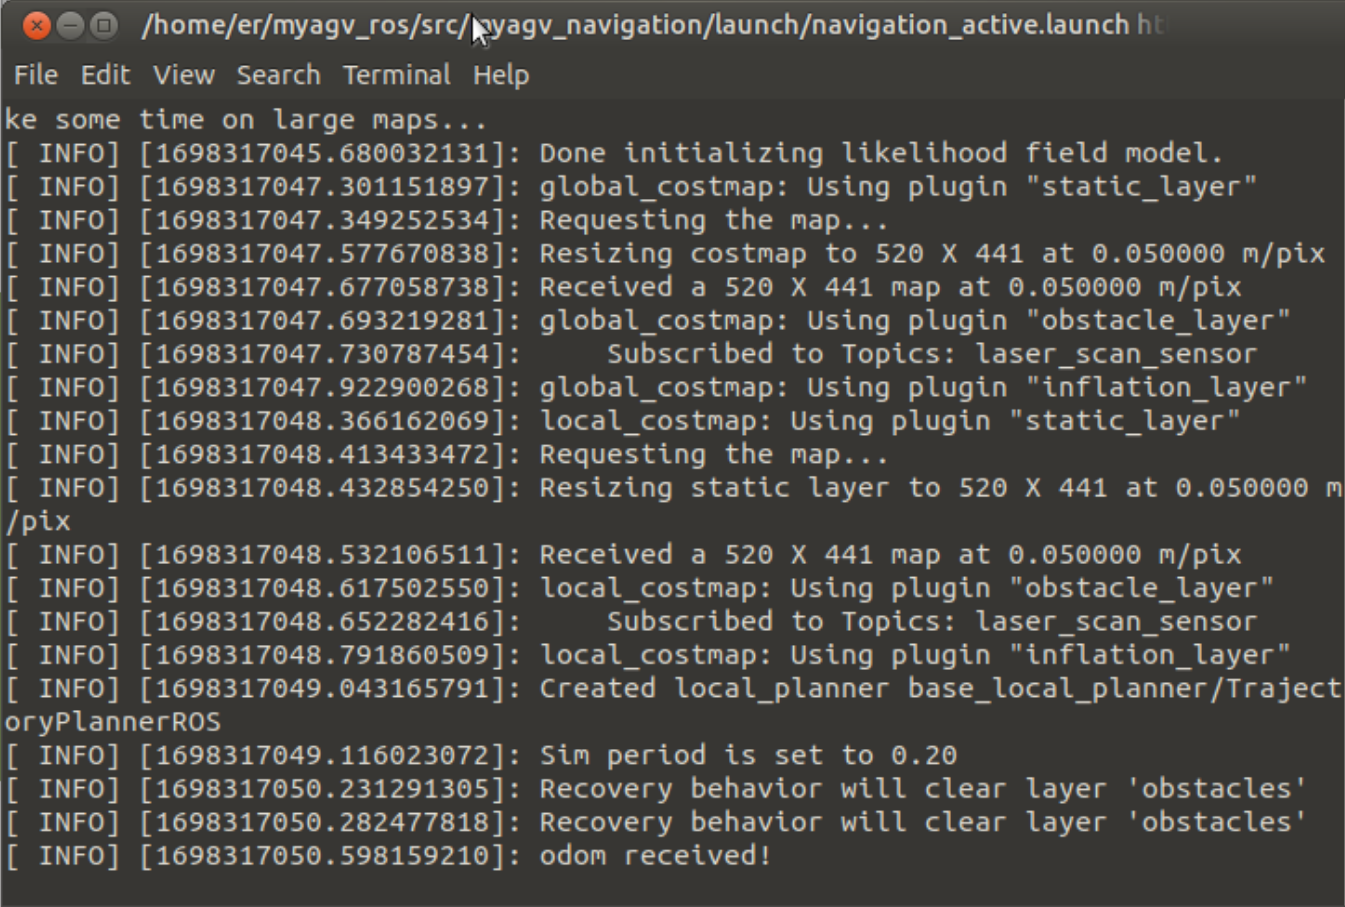 /home/er/myagv_ros/src/myagv_navigation/launch/navigation_active.launch ht
File Edit View Search Terminal Help
ke some time on large maps...
[ INFO] [1698317045.680032131]: Done initializing likelihood field model.
[ INFO] [1698317047.301151897]: global_costmap: Using plugin "static_layer"
[ INFO] [1698317047.349252534]: Requesting the map...
[ INFO] [1698317047.577670838]: Resizing costmap to 520 X 441 at 0.050000 m/pix
[ INFO] [1698317047.677058738]: Received a 520 X 441 map at 0.050000 m/pix
[ INFO] [1698317047.693219281]: global_costmap: Using plugin "obstacle_layer"
[ INFO] [1698317047.730787454]:     Subscribed to Topics: laser_scan_sensor
[ INFO] [1698317047.922900268]: global_costmap: Using plugin "inflation_layer"
[ INFO] [1698317048.366162069]: local_costmap: Using plugin "static_layer"
[ INFO] [1698317048.413433472]: Requesting the map...
[ INFO] [1698317048.432854250]: Resizing static layer to 520 X 441 at 0.050000 m
/pix
[ INFO] [1698317048.532106511]: Received a 520 X 441 map at 0.050000 m/pix
[ INFO] [1698317048.617502550]: local_costmap: Using plugin "obstacle_layer"
[ INFO] [1698317048.652282416]:     Subscribed to Topics: laser_scan_sensor
[ INFO] [1698317048.791860509]: local_costmap: Using plugin "inflation_layer"
[ INFO] [1698317049.043165791]: Created local_planner base_local_planner/Traject
oryPlannerROS
[ INFO] [1698317049.116023072]: Sim period is set to 0.20
[ INFO] [1698317050.231291305]: Recovery behavior will clear layer 'obstacles'
[ INFO] [1698317050.282477818]: Recovery behavior will clear layer 'obstacles'
[ INFO] [1698317050.598159210]: odom received!